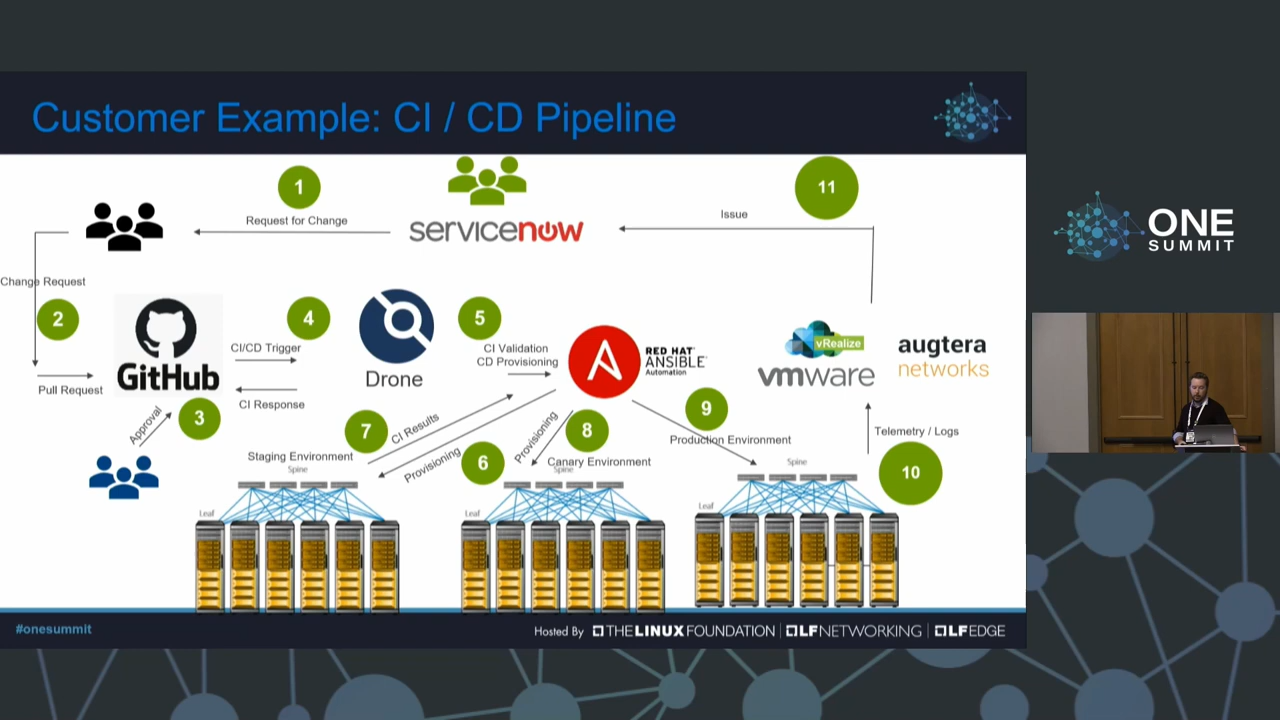 Customer Example: CI / CD Pipeline
1
Request for Change
servicenow
Issue
11
ONE
SUMMIT
Change Request
2
GitHub
Pull Request
Approval
3
4
CI/CD Trigger
CI Response
Drone
5
CI Validation
CD Provisioning
RED HAT
ANSIBLE
Automation
vRealize
vmware
augtera
networks
7
CI Results
Provisioning
6
Provisioning
8
9
Production Environment
Telemetry / Logs
10
Staging Environment
Spine
Leaf
Canary Environment
Spine
Leaf
Spine
Leaf
#onesummit
Hosted By THE LINUX FOUNDATION LF NETWORKING LF EDGE